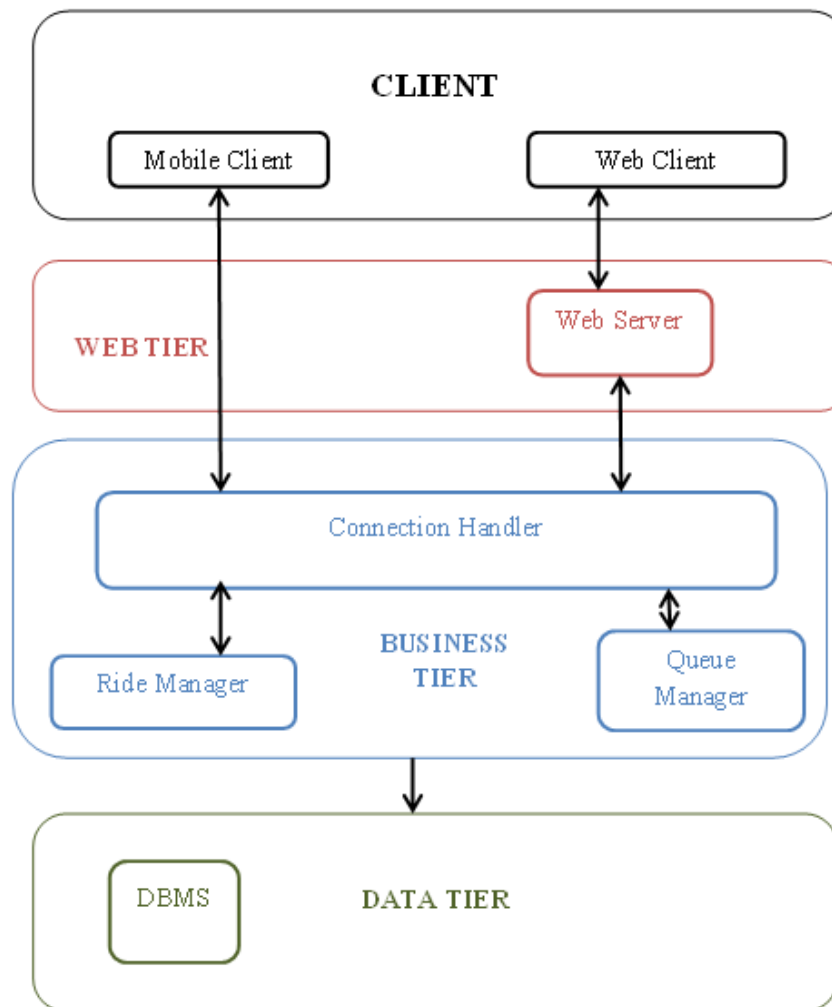 CLIENT
Mobile Client
Web Client
Web Server
WEB TIER
Connection Handler
BUSINESS
TIER
Ride Manager
Queue
Manager
DBMS
DATA TIER